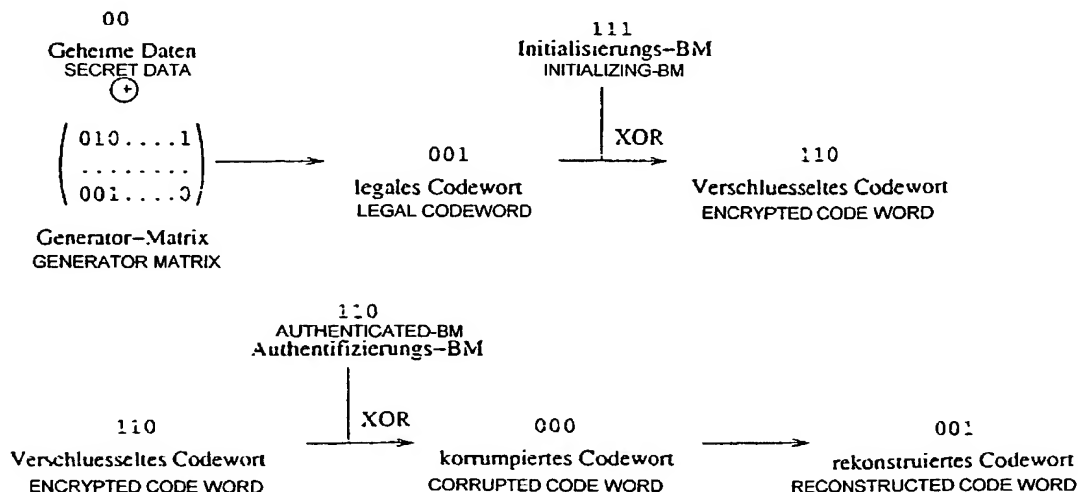 00
Geheime Daten
SECRET DATA
+
010....1
........
001....0
Generator-Matrix
GENERATOR MATRIX
001
legales Codewort
LEGAL CODEWORD
111
Initialisierungs-BM
INITIALIZING-BM
XOR
110
Verschluesseltes Codewort
ENCRYPTED CODE WORD
110
AUTHENTICATED-BM
Authentifizierungs-BM
110
Verschluesseltes Codewort
ENCRYPTED CODE WORD
XOR
000
korrumpiertes Codewort
CORRUPTED CODE WORD
001
rekonstruiertes Codewort
RECONSTRUCTED CODE WORD